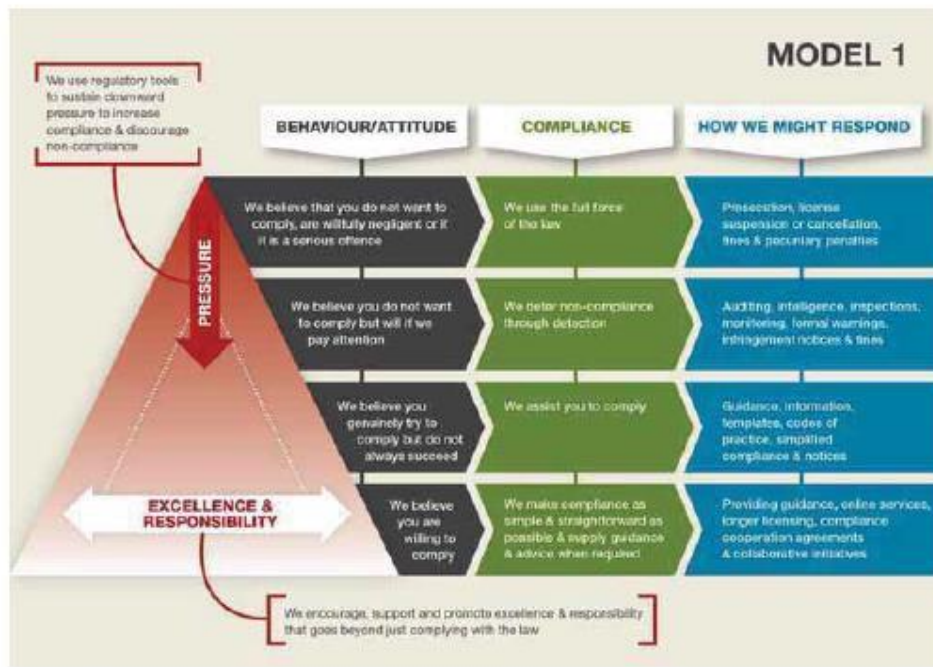 MODEL 1
We use regulatory tools
to sustain downward
pressure to increase
compliance & discourage
non-compliance
BEHAVIOUR/ATTITUDE
COMPLIANCE
HOW WE MIGHT RESPOND
PRESSURE
We believe that you do not want to
comply, are willfully negligent or if
it is a serious offence
We use the full force
of the law
Prosecution, license
suspension or cancellation,
fines & pecuniary penalties
We believe you do not want
to comply but will if we
pay attention
We deter non-compliance
through detection
Auditing, intelligence, inspections,
monitoring, formal warnings,
infringement notices & fines
We believe you
genuinely try to
comply but do not
always succeed
We assist you to comply
Guidance, information,
templates, codes of
practice, simplified
compliance & notices
EXCELLENCE &
RESPONSIBILITY
We believe
you are
willing to
comply
We make compliance as
simple & straightforward as
possible & supply guidance
& advice when required
Providing guidance, online services,
longer licensing, compliance
cooperation agreements
& collaborative initiatives
We encourage, support and promote excellence & responsibility
that goes beyond just complying with the law